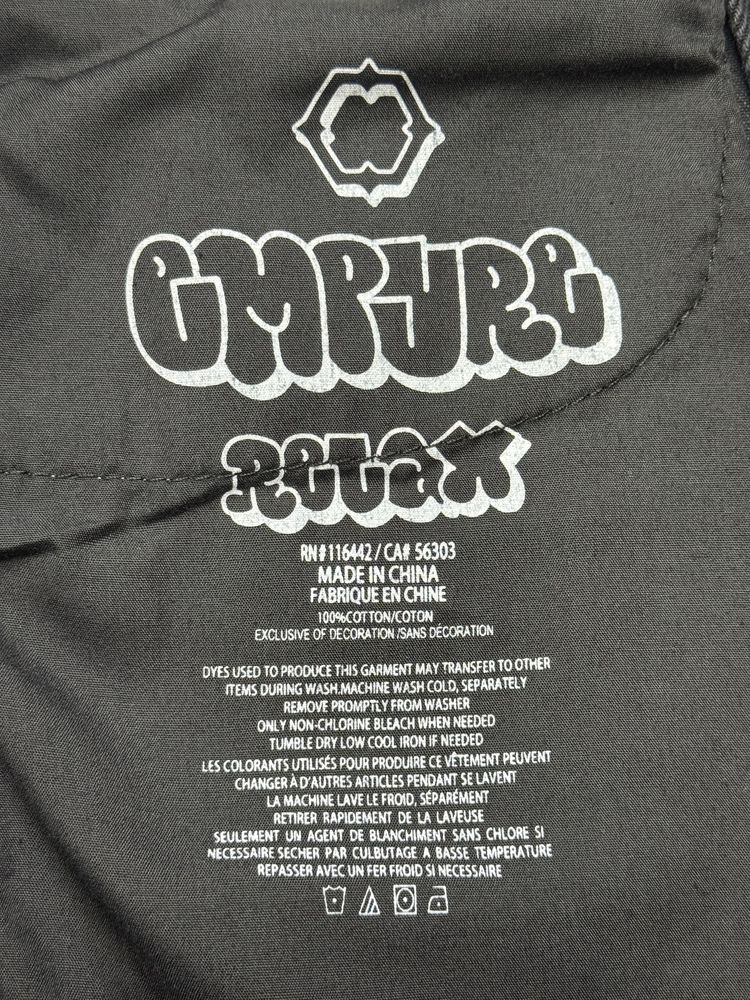 EMPYRE
RELAX
RN#116442 / CA# 56303
MADE IN CHINA
FABRIQUE EN CHINE
100%COTTON/COTON
EXCLUSIVE OF DECORATION /SANS DÉCORATION
DYES USED TO PRODUCE THIS GARMENT MAY TRANSFER TO OTHER
ITEMS DURING WASH.MACHINE WASH COLD, SEPARATELY
REMOVE PROMPTLY FROM WASHER
ONLY NON-CHLORINE BLEACH WHEN NEEDED
TUMBLE DRY LOW COOL IRON IF NEEDED
LES COLORANTS UTILISÉS POUR PRODUIRE CE VÊTEMENT PEUVENT
CHANGER À D'AUTRES ARTICLES PENDANT SE LAVENT
LA MACHINE LAVE LE FROID, SÉPARÉMENT
RETIRER RAPIDEMENT DE LA LAVEUSE
SEULEMENT UN AGENT DE BLANCHIMENT SANS CHLORE SI
NECESSAIRE SECHER PAR CULBUTAGE A BASSE TEMPERATURE
REPASSER AVEC UN FER FROID SI NECESSAIRE